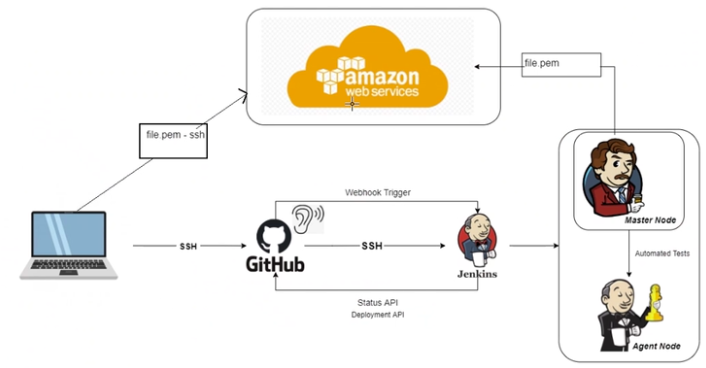 file.pem
amazon
web services
file.pem - ssh
Webhook Trigger
Master Node
SSH
GitHub
SSH
Jenkins
Automated Tests
Status API
Deployment API
Agent Node